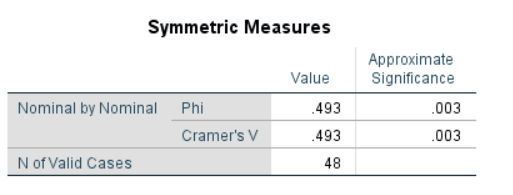 Symmetric Measures
Value Approximate Significance
Nominal by Nominal Phi .493 .003
Cramer's V .493 .003
N of Valid Cases 48